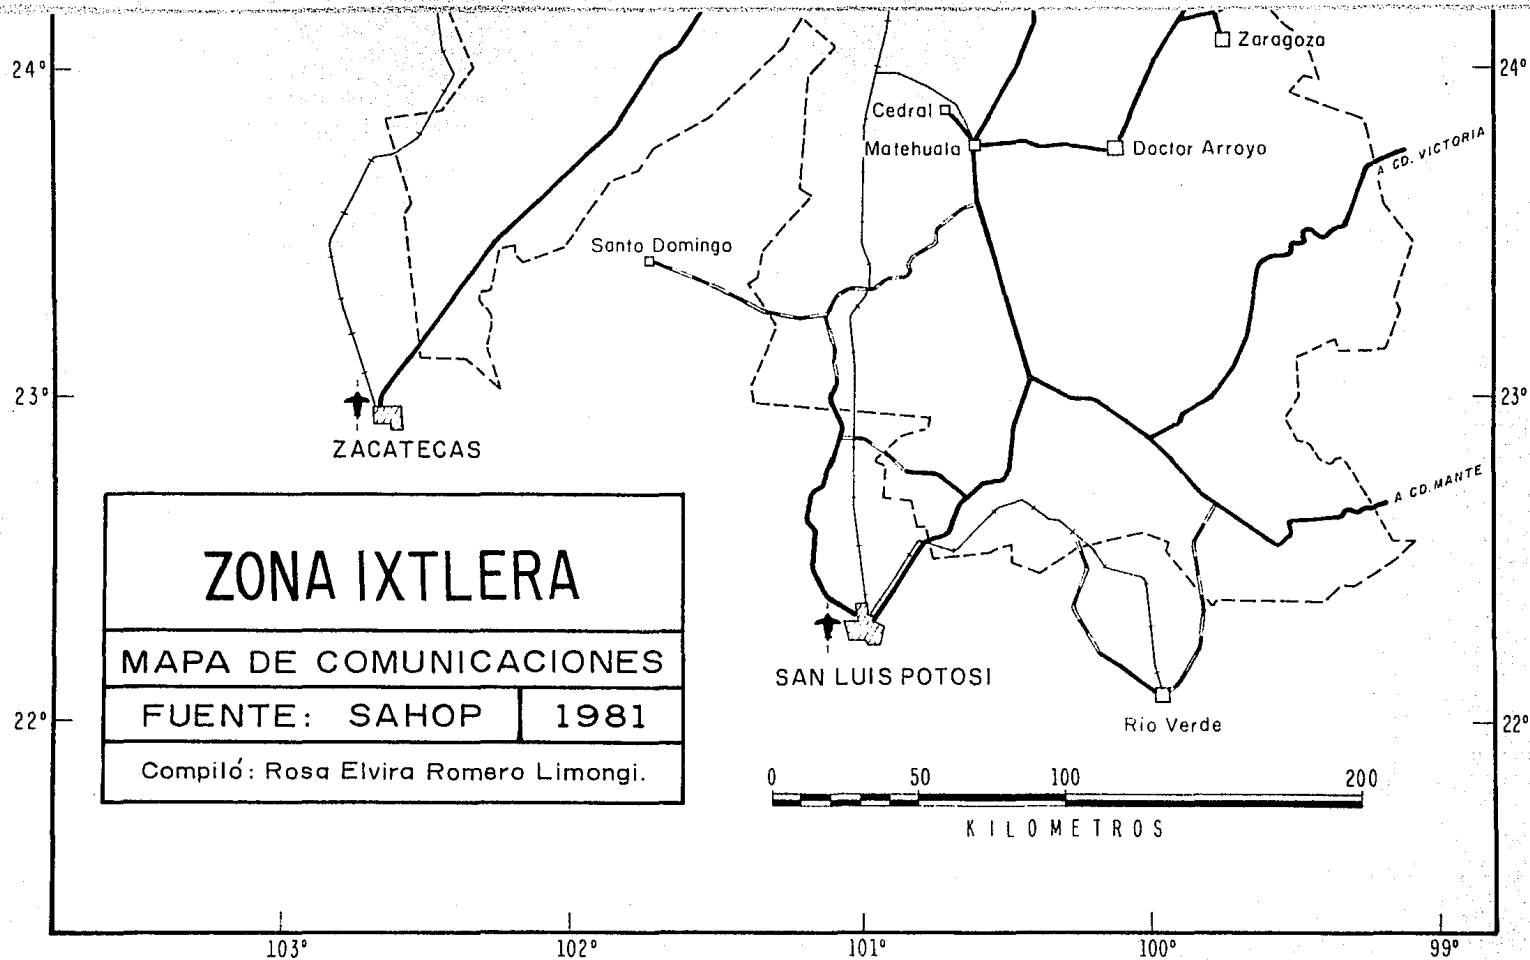 24°
Zaragoza
24°
Cedral
Matehuala
Doctor Arroyo
A CD. VICTORIA
Santo Domingo
23°
23°
ZACATECAS
A CD. MANTE
ZONA IXTLERA
MAPA DE COMUNICACIONES
FUENTE: SAHOP 1981
Compiló: Rosa Elvira Romero Limongi.
SAN LUIS POTOSI
22°
22°
Río Verde
0 50 100 200
KILOMETROS
103° 102° 101° 100° 99°